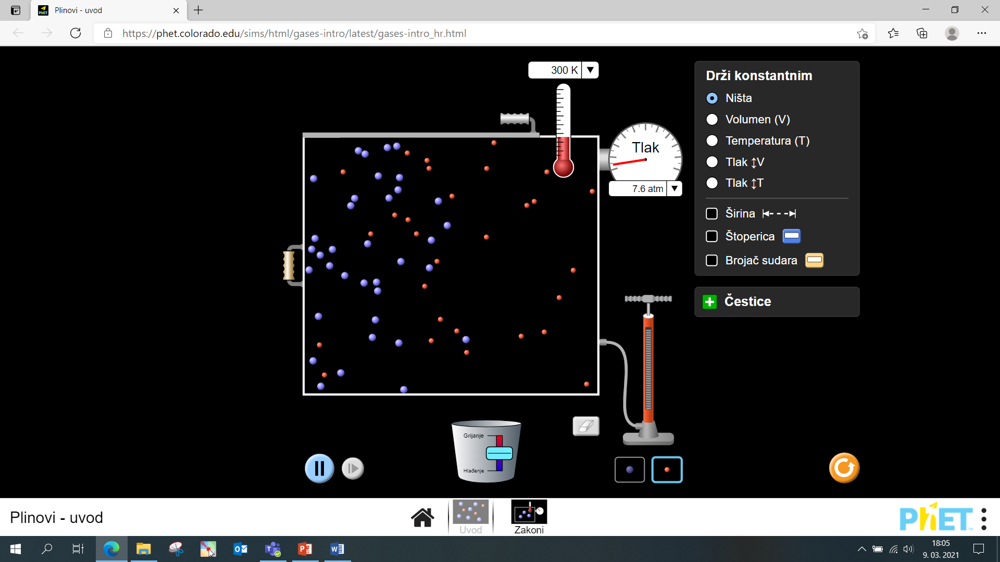 Plinovi - uvod
https://phet.colorado.edu/sims/html/gases-intro/latest/gases-intro_hr.html
300 K
Tlak
7.6 atm
Drži konstantnim
Ništa
Volumen (V)
Temperatura (T)
Tlak ↕V
Tlak ↕T
Širina
Štoperica
Brojač sudara
Čestice
Grijanje
Hlađenje
Plinovi - uvod
Uvod
Zakoni
PhET
18:05
9. 03. 2021